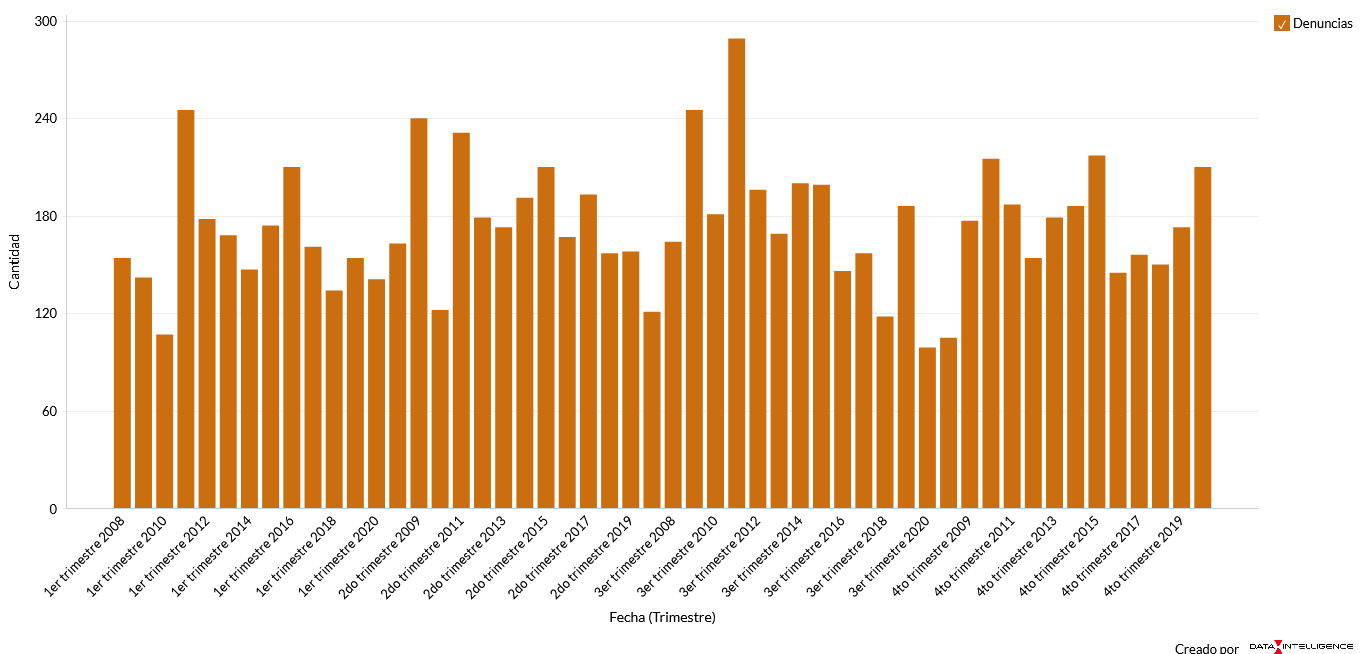 300
240
180
120
60
0
Cantidad
✓ Denuncias
1er trimestre 2008
1er trimestre 2010
1er trimestre 2012
1er trimestre 2014
1er trimestre 2016
1er trimestre 2018
1er trimestre 2020
2do trimestre 2009
2do trimestre 2011
2do trimestre 2013
2do trimestre 2015
2do trimestre 2017
2do trimestre 2019
3er trimestre 2008
3er trimestre 2010
3er trimestre 2012
3er trimestre 2014
3er trimestre 2016
3er trimestre 2018
3er trimestre 2020
4to trimestre 2009
4to trimestre 2011
4to trimestre 2013
4to trimestre 2015
4to trimestre 2017
4to trimestre 2019
Fecha (Trimestre)
Creado por DATA INTELLIGENCE